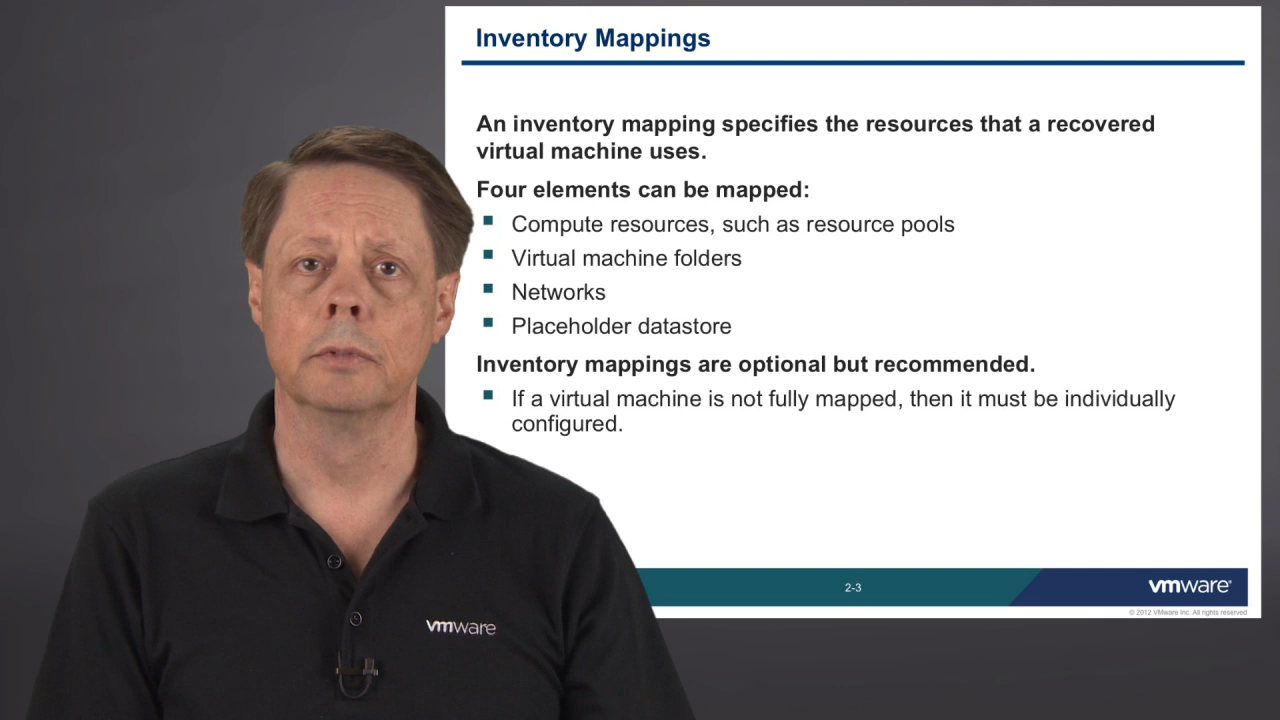 Inventory Mappings
An inventory mapping specifies the resources that a recovered
virtual machine uses.
Four elements can be mapped:
Compute resources, such as resource pools
Virtual machine folders
Networks
Placeholder datastore
Inventory mappings are optional but recommended.
If a virtual machine is not fully mapped, then it must be individually
configured.
2-3
vmware®
© 2012 VMware Inc. All rights reserved
vmware